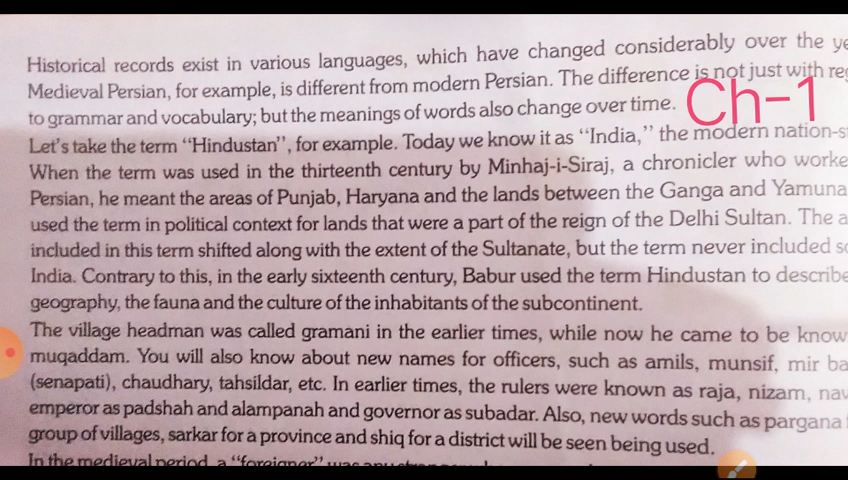 Historical records exist in various languages, which have changed considerably over the
Medieval Persian, for example, is different from modern Persian. The difference is not just with
to grammar and vocabulary; but the meanings of words also change over time.
Ch-1
Let's take the term "Hindustan", for example. Today we know it as "India," the modern
When the term was used in the thirteenth century by Minhaj-i-Siraj, a chronicler who
Persian, he meant the areas of Punjab, Haryana and the lands between the Ganga and Yamuna
used the term in political context for lands that were a part of the reign of the Delhi Sultan. The
included in this term shifted along with the extent of the Sultanate, but the term never included
India. Contrary to this, in the early sixteenth century, Babur used the term Hindustan to describe
geography, the fauna and the culture of the inhabitants of the subcontinent.
The village headman was called gramani in the earlier times, while now he came to be
muqaddam. You will also know about new names for officers, such as amils, munsif, mir
(senapati), chaudhary, tahsildar, etc. In earlier times, the rulers were known as raja, nizam,
emperor as padshah and alampanah and governor as subadar. Also, new words such as pargana
group of villages, sarkar for a province and shiq for a district will be seen being used.
In the medieval period, a "foreigner" was any